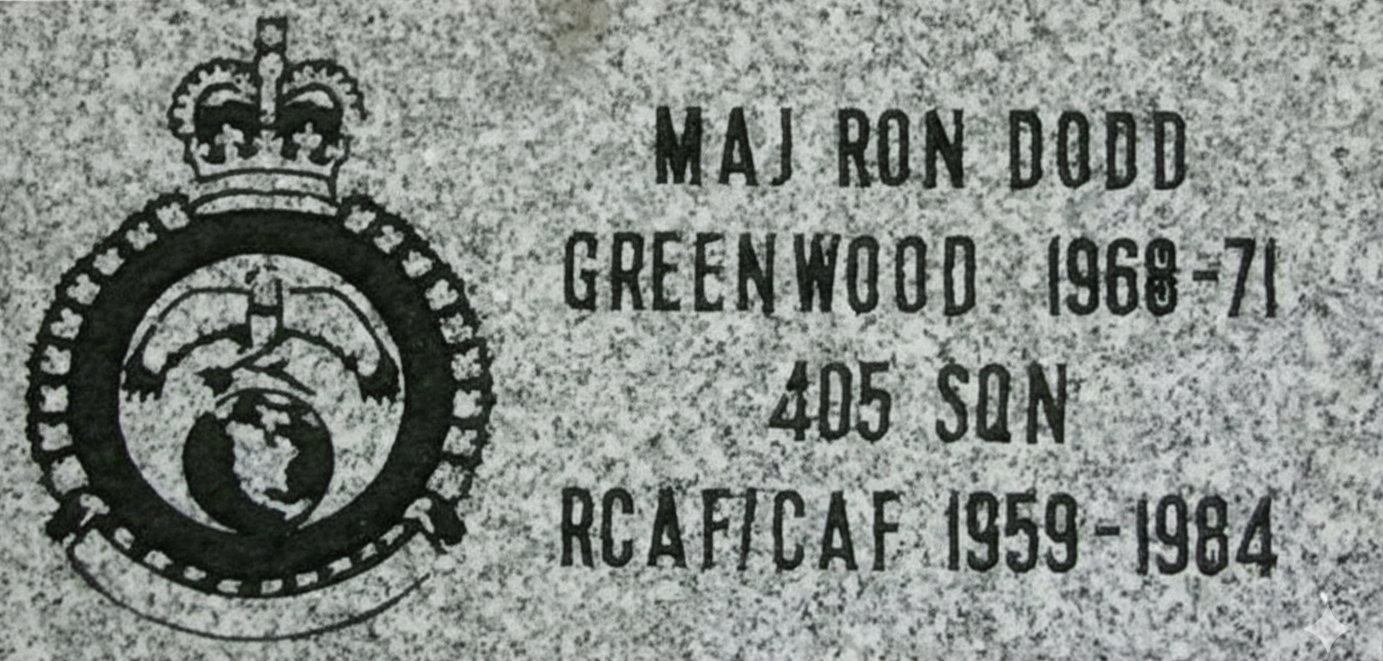 MAJ RON DODD
GREENWOOD 1968-71
405 SQN
RCAF/CAF 1959-1984